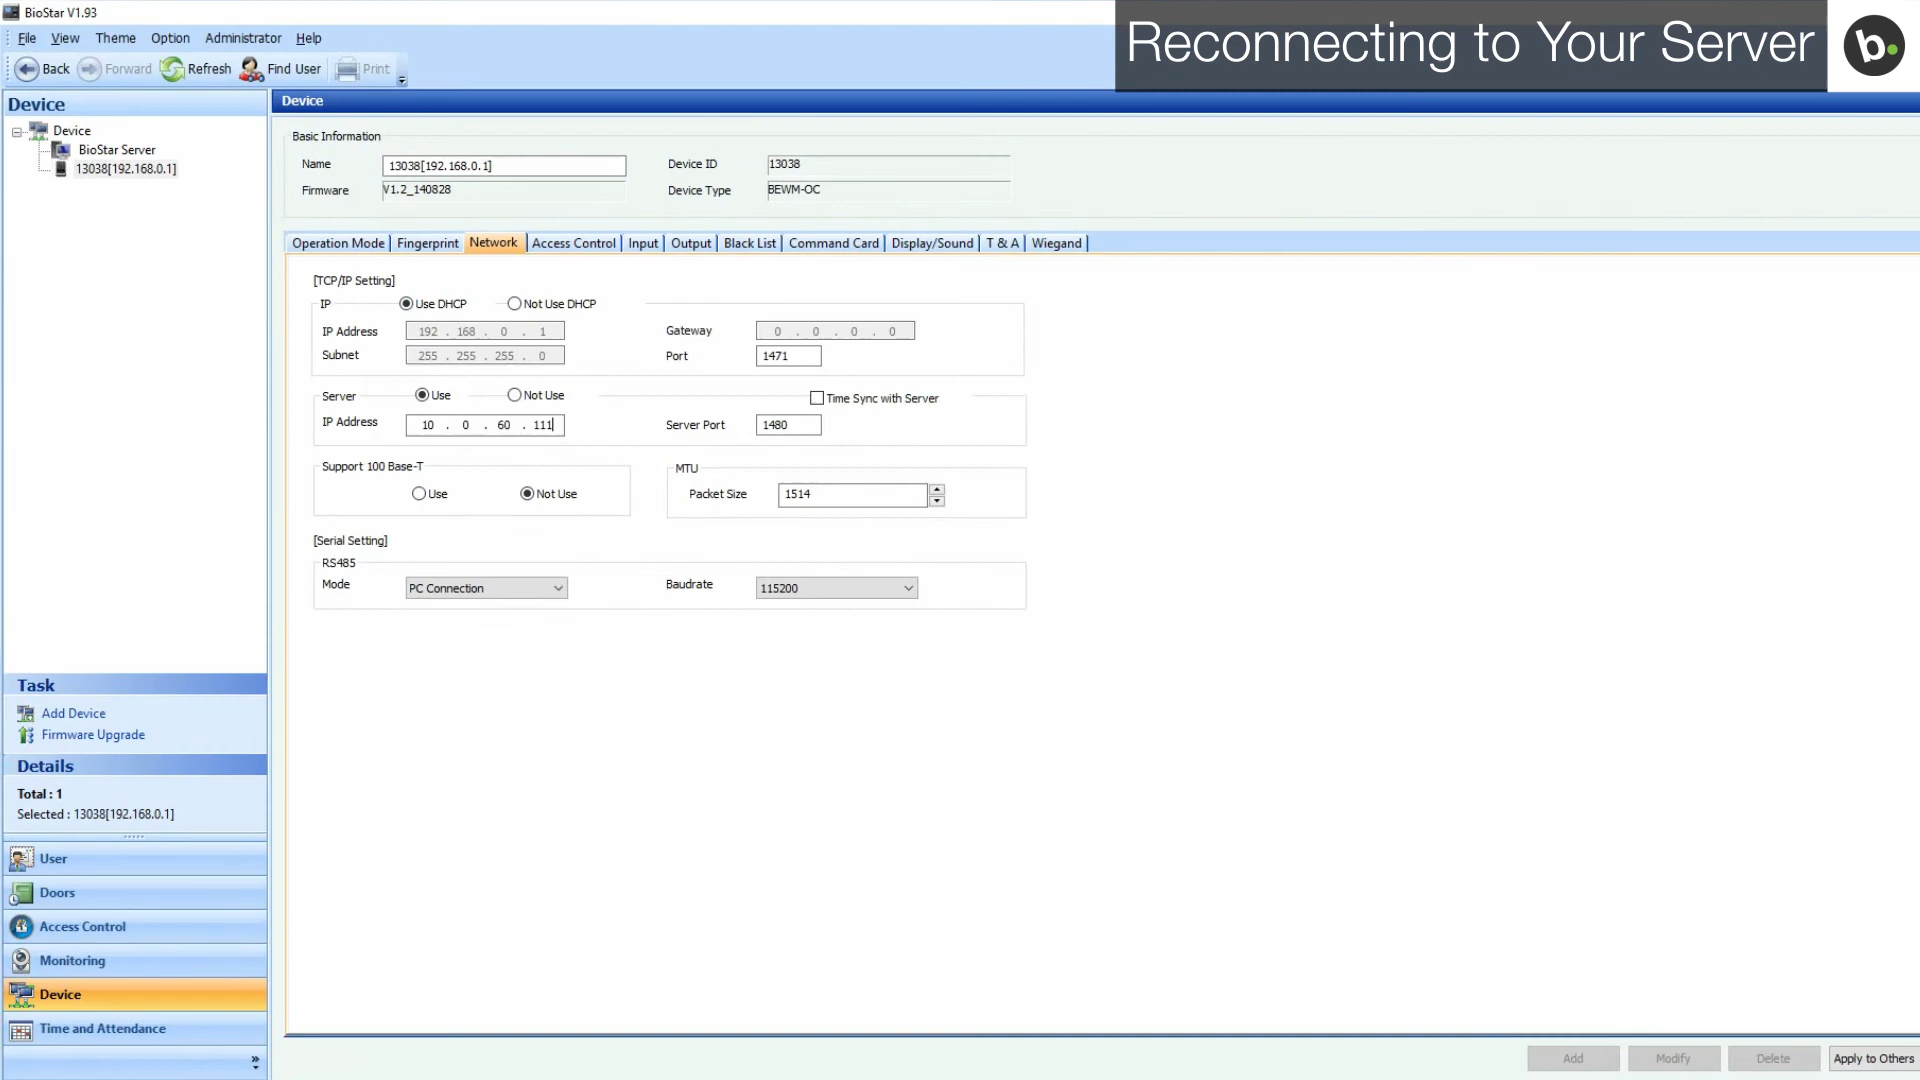 BioStar V1.93
File View Theme Option Administrator Help
Reconnecting to Your Server
b.
Back Forward Refresh Find User Print
Device
Device
Device
BioStar Server
13038[192.168.0.1]
Basic Information
Name 13038[192.168.0.1] Device ID 13038
Firmware V1.2_140828 Device Type BEWM-OC
Operation Mode Fingerprint Network Access Control Input Output Black List Command Card Display/Sound T & A Wiegand
[TCP/IP Setting]
IP Use DHCP Not Use DHCP
IP Address 192 . 168 . 0 . 1 Gateway 0 . 0 . 0 . 0
Subnet 255 . 255 . 255 . 0 Port 1471
Server Use Not Use Time Sync with Server
IP Address 10 . 0 . 60 . 111 Server Port 1480
Support 100 Base-T MTU
Use Not Use Packet Size 1514
[Serial Setting]
RS485
Mode PC Connection Baudrate 115200
Task
Add Device
Firmware Upgrade
Details
Total : 1
Selected : 13038[192.168.0.1]
User
Doors
Access Control
Monitoring
Device
Time and Attendance
Add Modify Delete Apply to Others